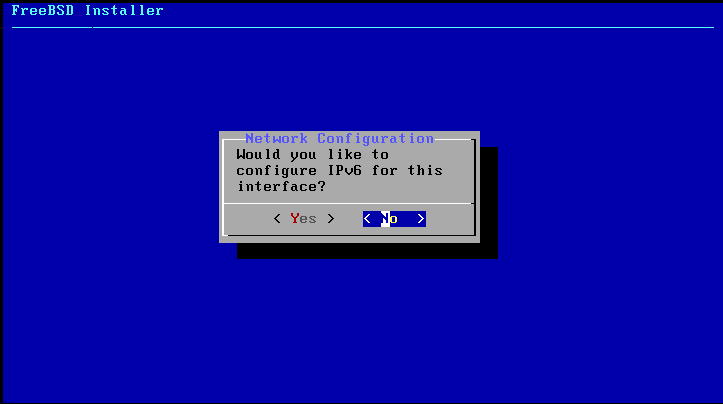 FreeBSD Installer
Network Configuration
Would you like to
configure IPv6 for this
interface?
< Yes > < No >